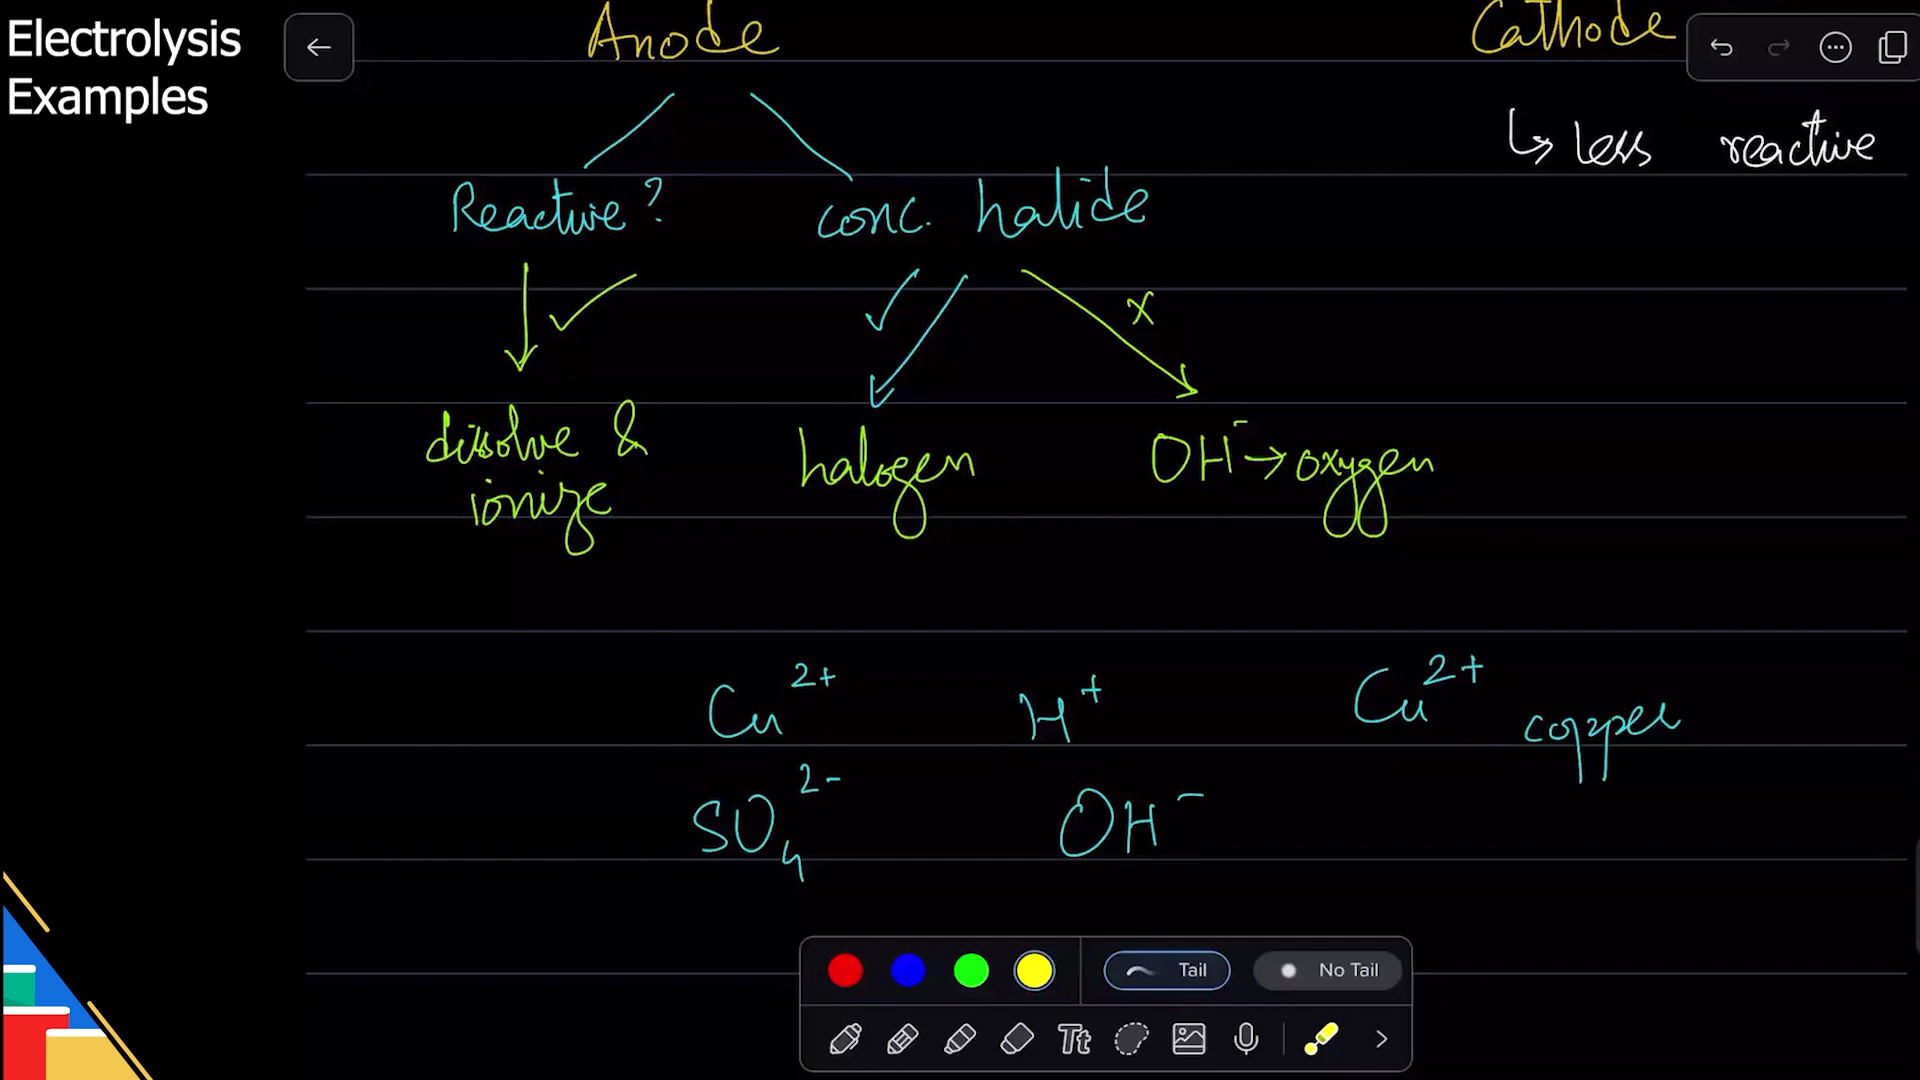 Electrolysis
Examples
Anode
Cathode
↳ less reactive
Reactive?
conc. halide
✓
✓
x
dissolve &
ionize
halogen
OH⁻→oxygen
Cu²⁺
H⁺
Cu²⁺
copper
SO₄²⁻
OH⁻
Tail
No Tail
Tt